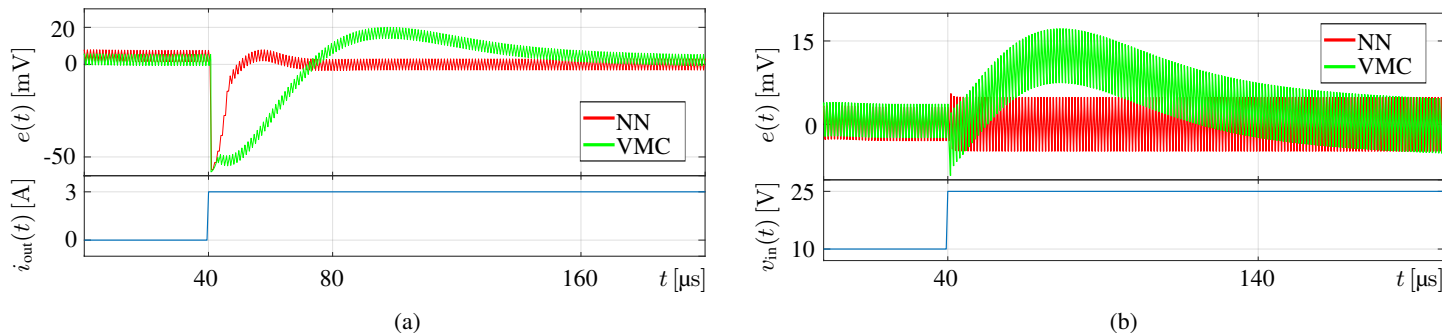 e(t) [mV]
20
0
-50
NN
VMC
i_out(t) [A]
3
0
40
80
160
t [μs]
(a)
e(t) [mV]
15
0
NN
VMC
v_in(t) [V]
25
10
40
140
t [μs]
(b)